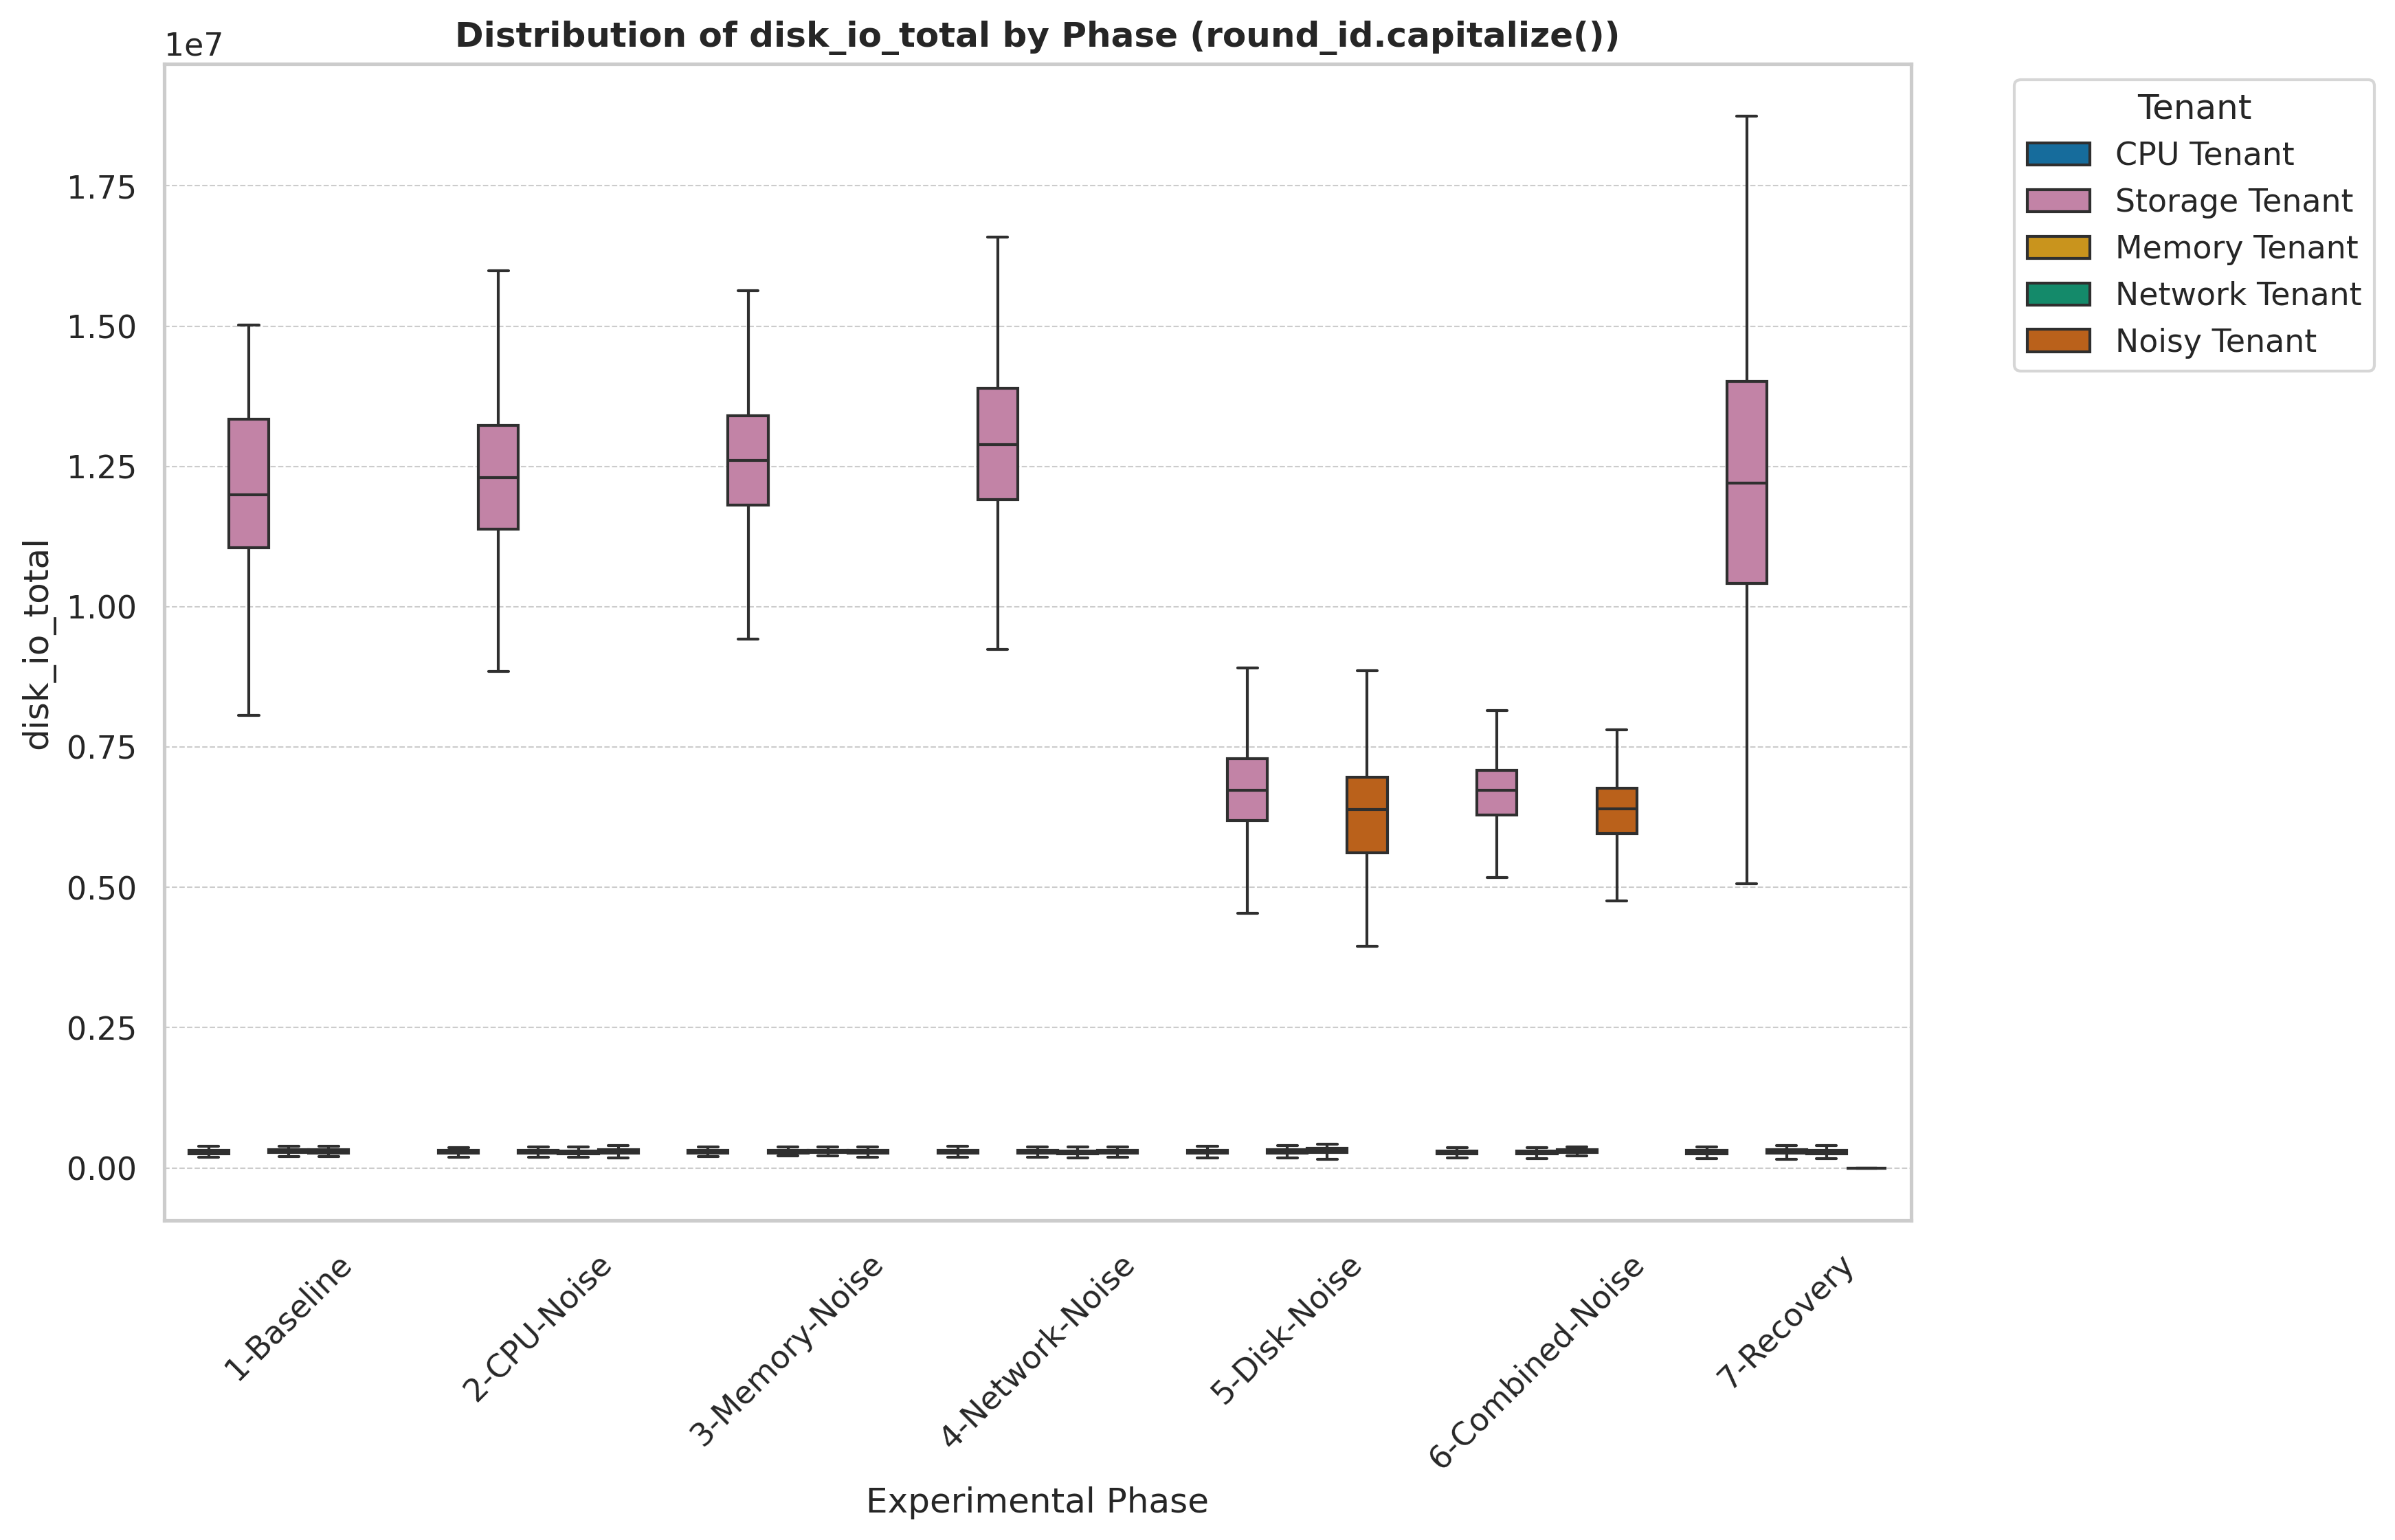 Distribution of disk_io_total by Phase (round_id.capitalize())
1e7
1.75
1.50
1.25
1.00
0.75
0.50
0.25
0.00
disk_io_total
1-Baseline
2-CPU-Noise
3-Memory-Noise
4-Network-Noise
5-Disk-Noise
6-Combined-Noise
7-Recovery
Experimental Phase
Tenant
CPU Tenant
Storage Tenant
Memory Tenant
Network Tenant
Noisy Tenant